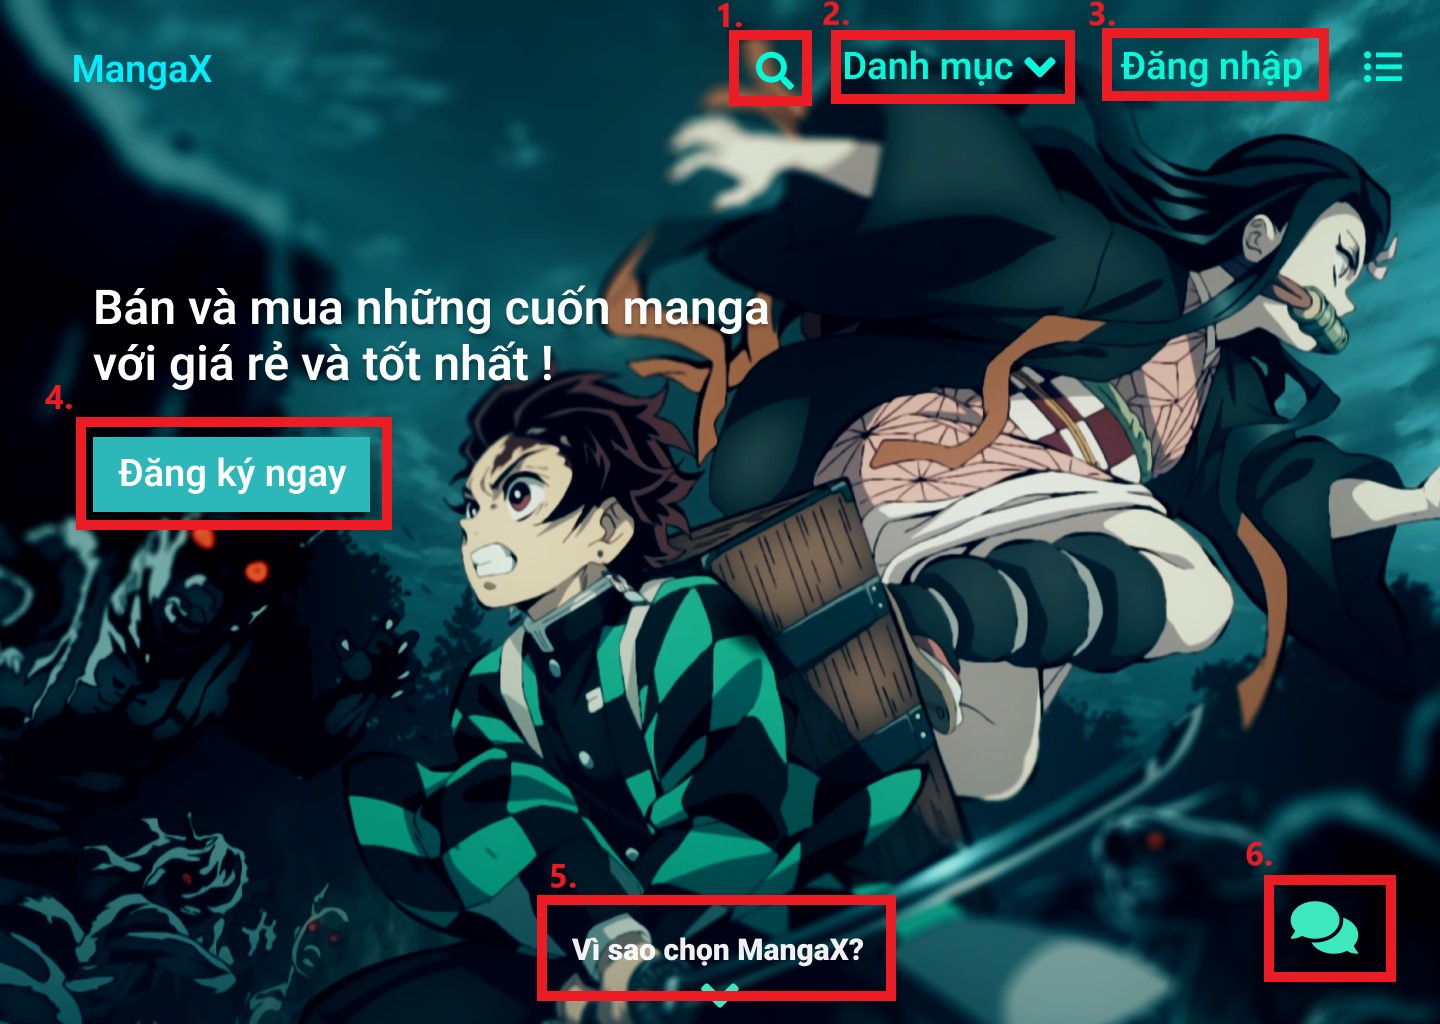 1.
2.
3.
MangaX
Danh mục
Đăng nhập
Bán và mua những cuốn manga
với giá rẻ và tốt nhất !
4.
Đăng ký ngay
5.
Vì sao chọn MangaX?
6.